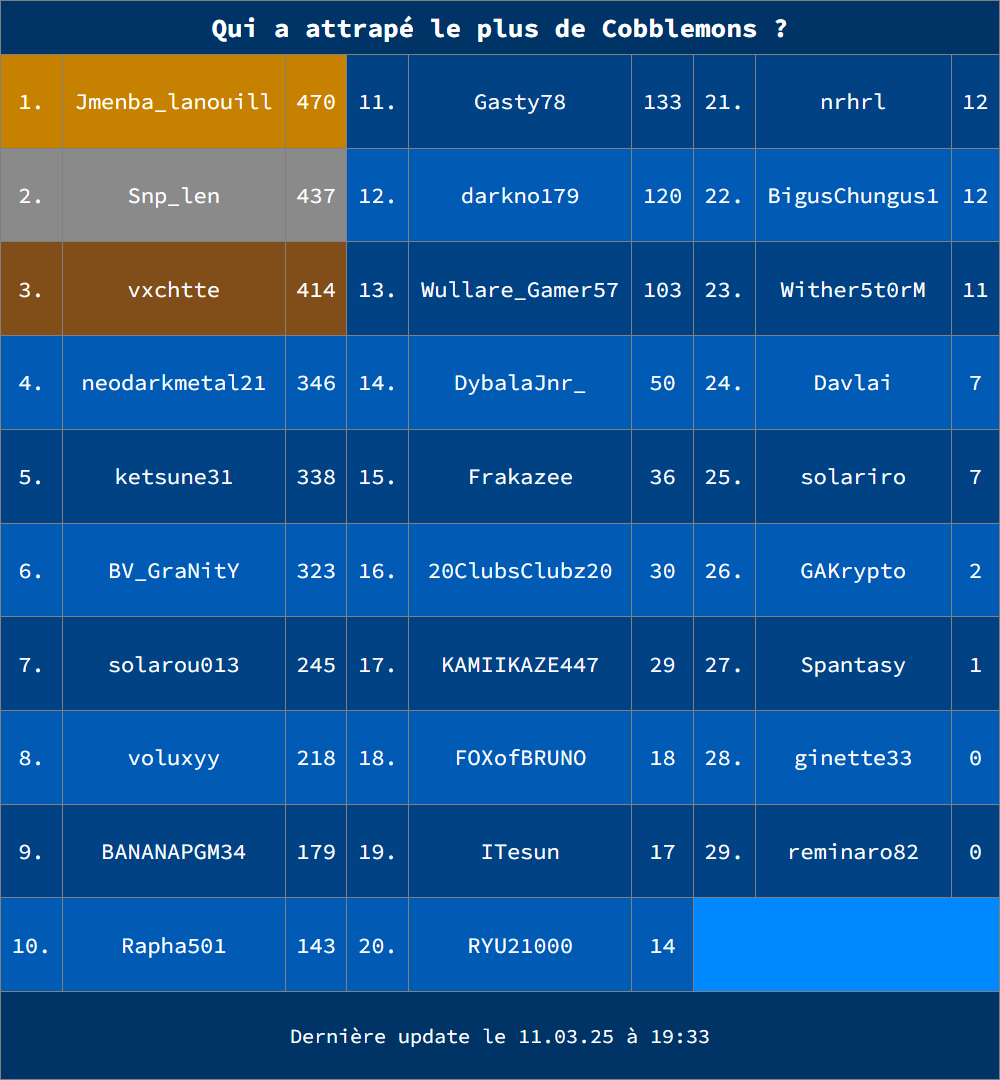 Qui a attrapé le plus de Cobblemons ?
1. Jmenba_lanouill 470 11. Gasty78 133 21. nrhrl 12
2. Snp_len 437 12. darkno179 120 22. BigusChungus1 12
3. vxchtte 414 13. Wullare_Gamer57 103 23. Wither5t0rM 11
4. neodarkmetal21 346 14. DybalaJnr_ 50 24. Davlai 7
5. ketsune31 338 15. Frakazee 36 25. solariro 7
6. BV_GraNitY 323 16. 20ClubsClubz20 30 26. GAKrypto 2
7. solarou013 245 17. KAMIIKAZE447 29 27. Spantasy 1
8. voluxyy 218 18. FOXofBRUNO 18 28. ginette33 0
9. BANANAPGM34 179 19. ITesun 17 29. reminaro82 0
10. Rapha501 143 20. RYU21000 14
Dernière update le 11.03.25 à 19:33